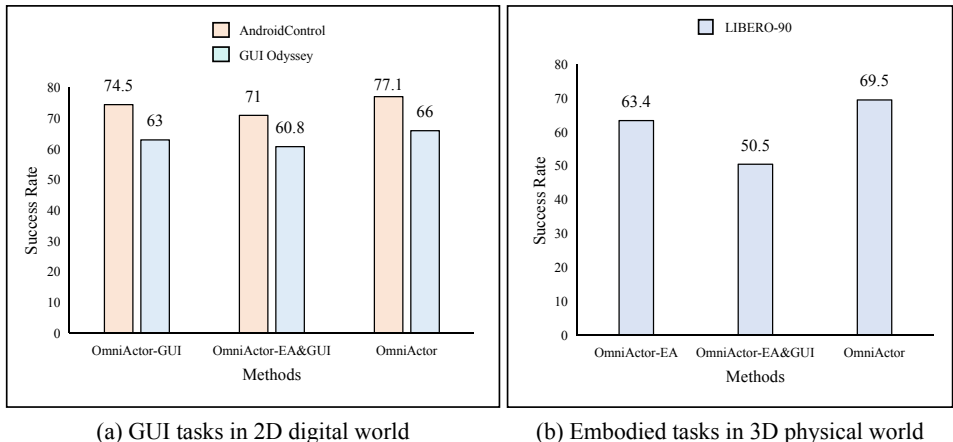 AndroidControl
GUI Odyssey
80
70
60
50
40
30
20
10
0
Success Rate
74.5
63
71
60.8
77.1
66
OmniActor-GUI
OmniActor-EA&GUI
OmniActor
Methods
(a) GUI tasks in 2D digital world
LIBERO-90
80
70
60
50
40
30
20
10
0
Success Rate
63.4
50.5
69.5
OmniActor-EA
OmniActor-EA&GUI
OmniActor
Methods
(b) Embodied tasks in 3D physical world